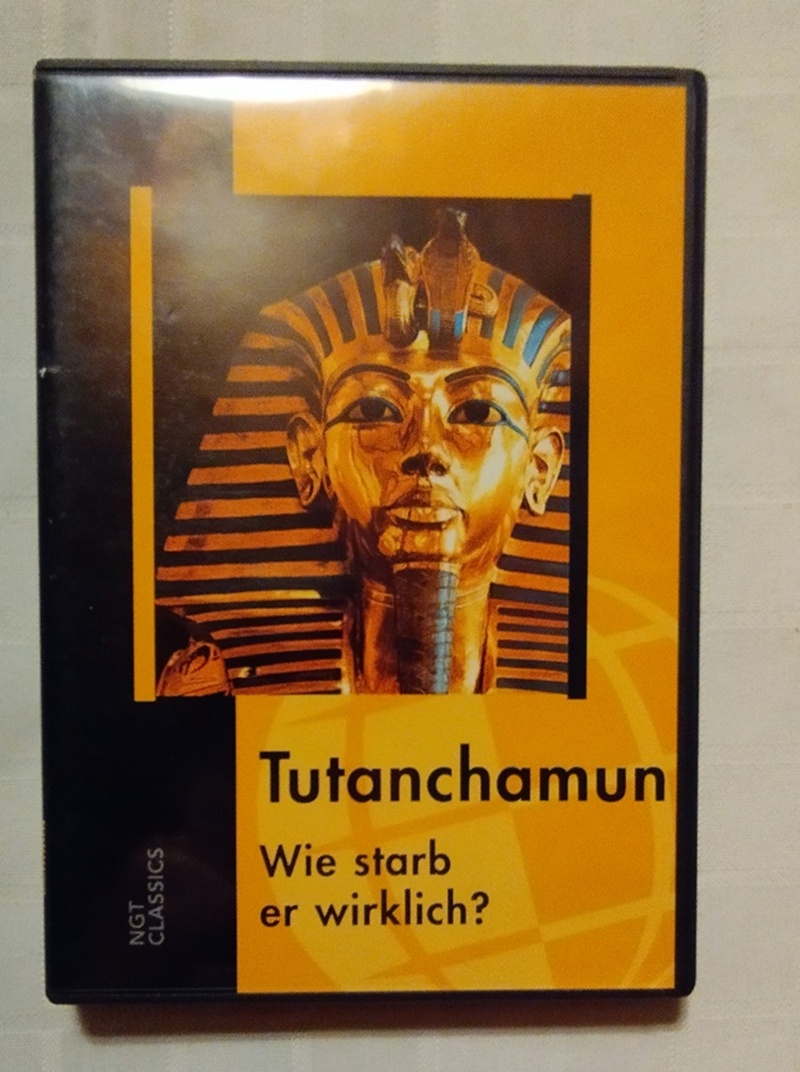 Tutanchamun
Wie starb
er wirklich?
NGT
CLASSICS